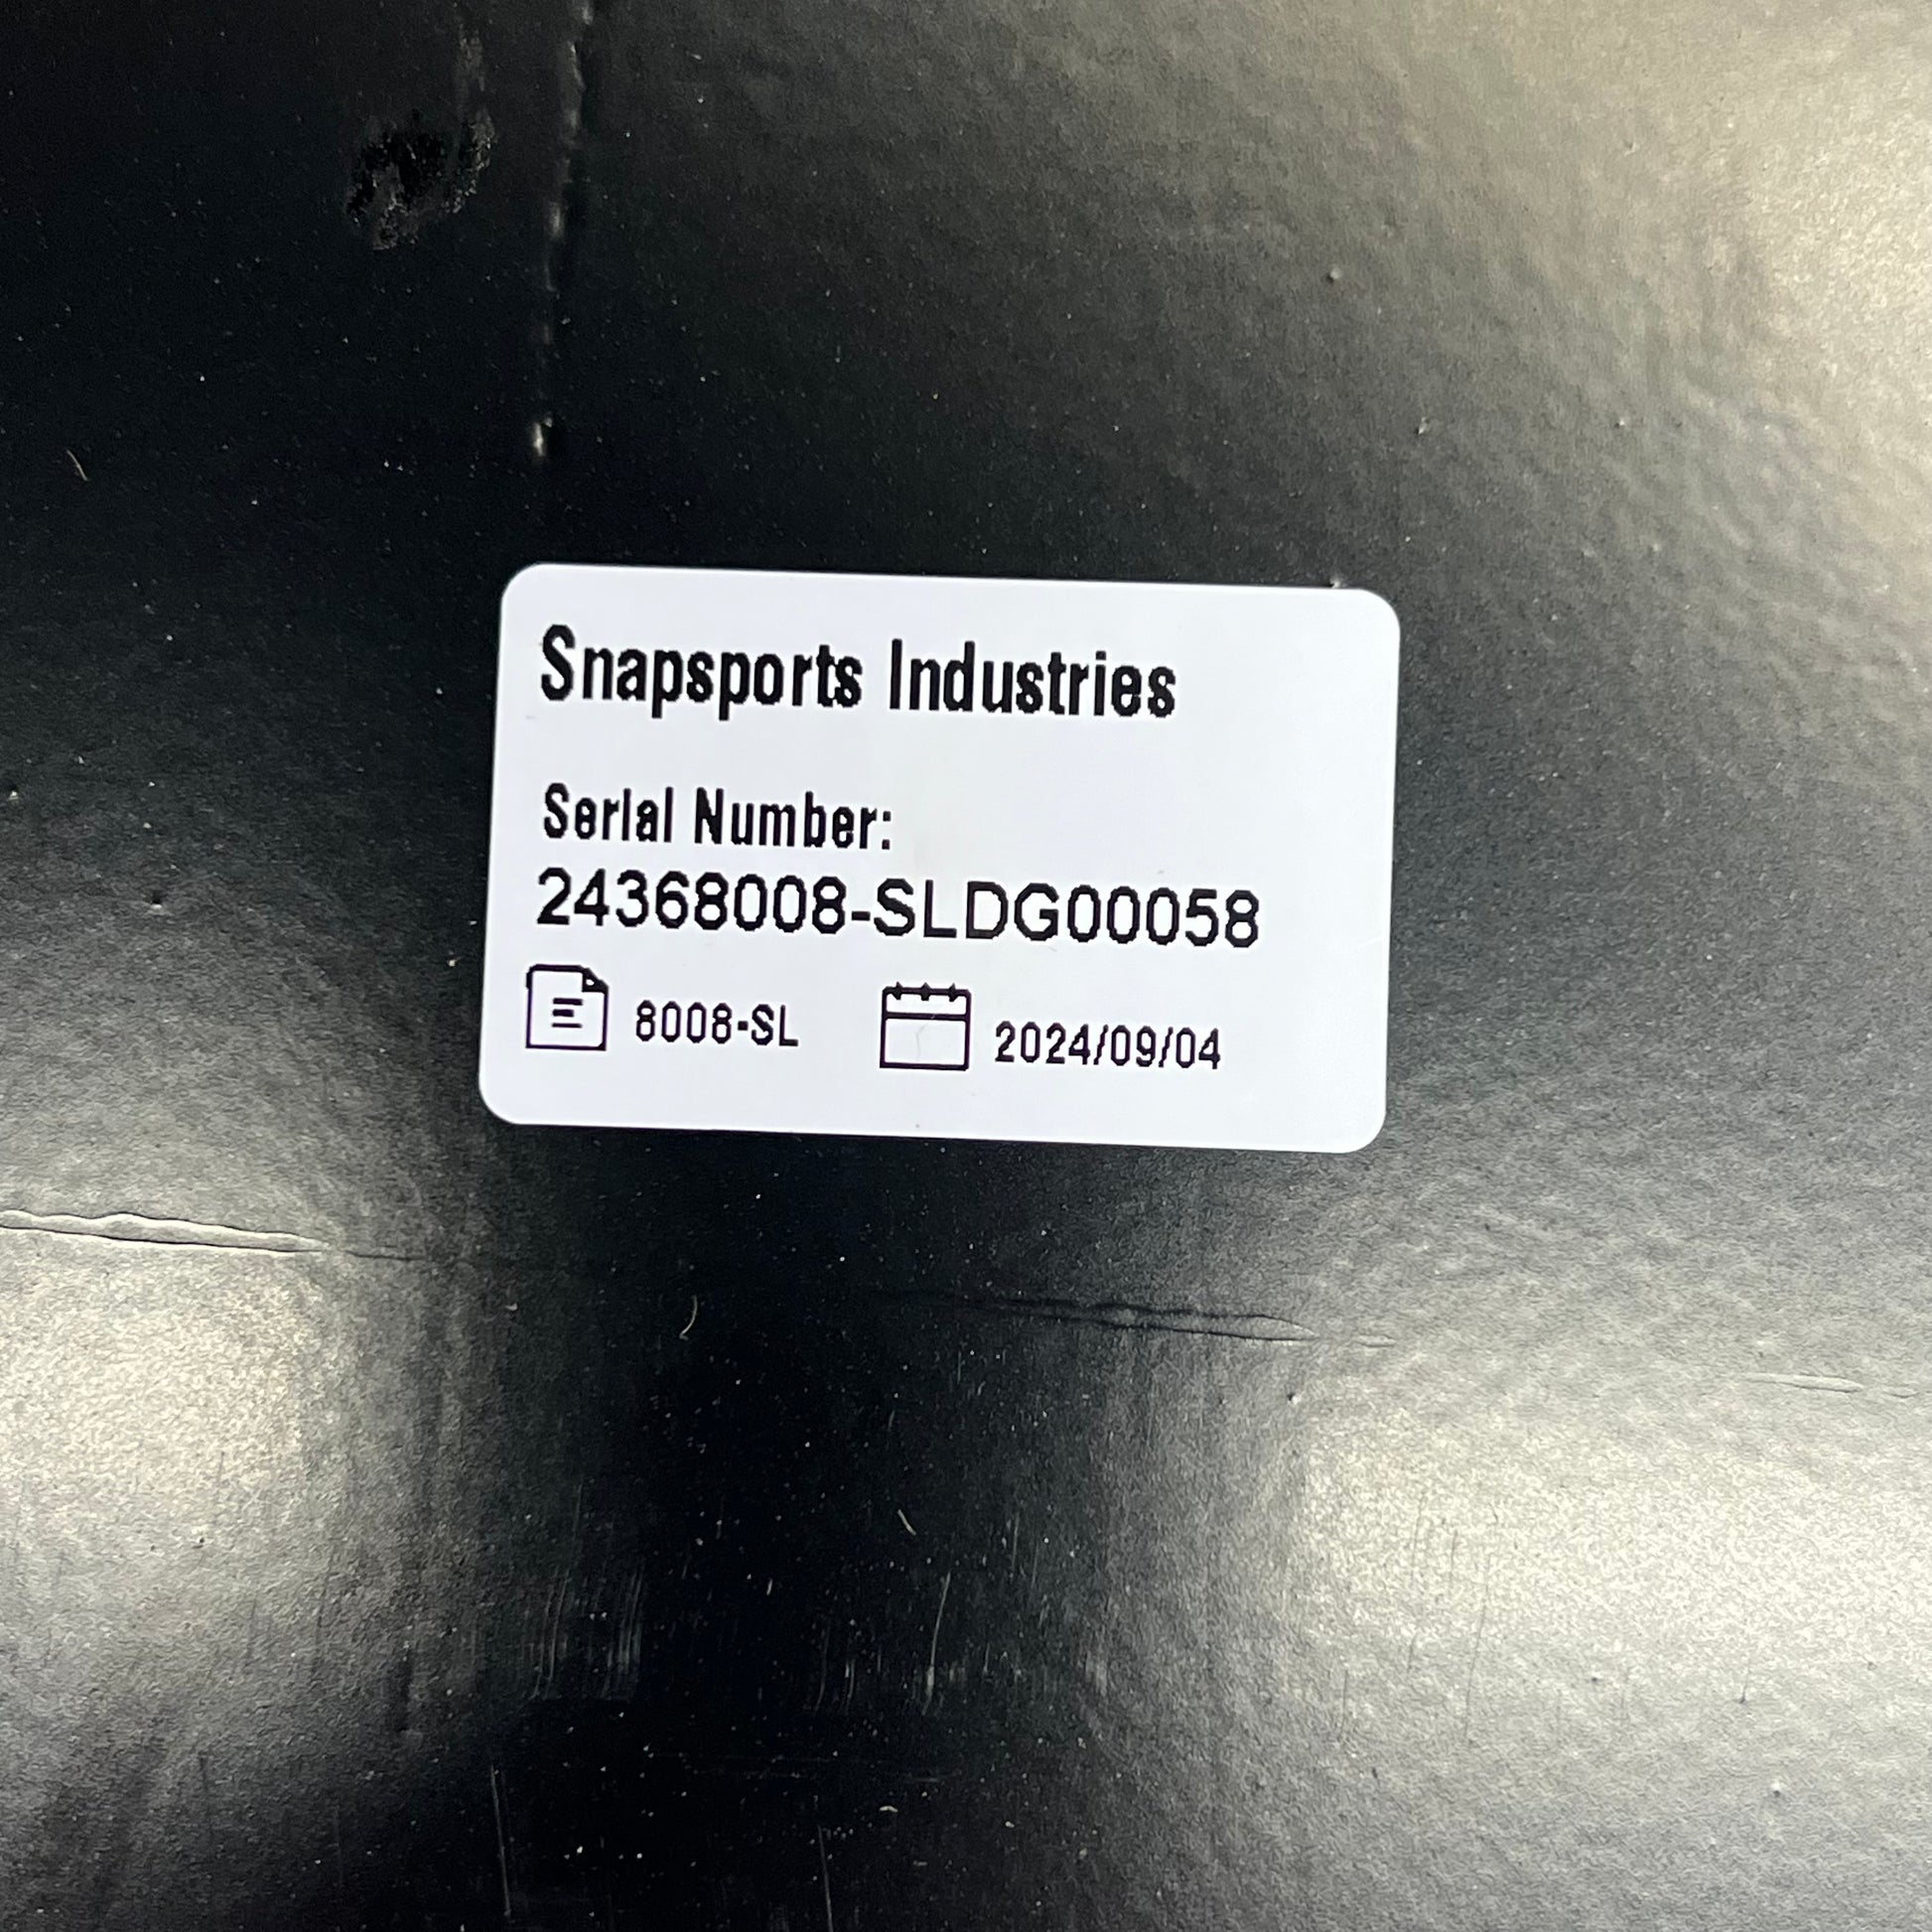 Snapsports Industries
Serial Number:
24368008-SLDG00058
8008-SL 2024/09/04